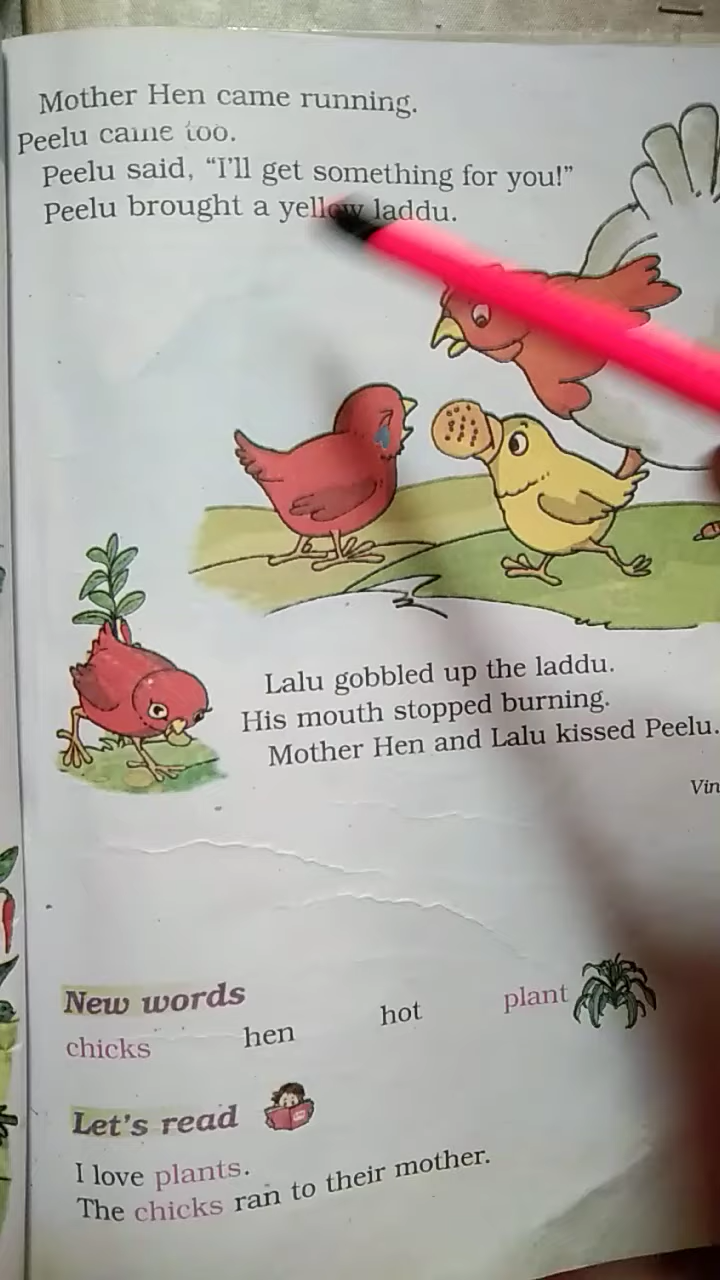 Mother Hen came running.
Peelu came too.
Peelu said, "I'll get something for you!"
Peelu brought a yellow laddu.
Lalu gobbled up the laddu.
His mouth stopped burning.
Mother Hen and Lalu kissed Peelu.
Vin
New words
chicks hen hot plant
Let's read
I love plants.
The chicks ran to their mother.